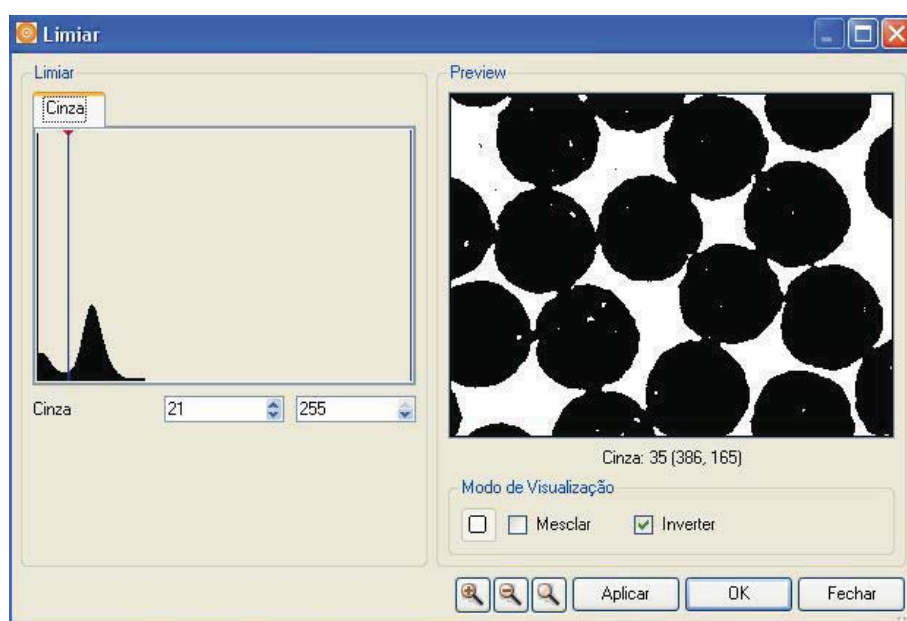 Limiar
Limiar
Cinza
Cinza 21 255
Preview
Cinza: 35 (386, 165)
Modo de Visualização
Mesclar Inverter
Aplicar OK Fechar